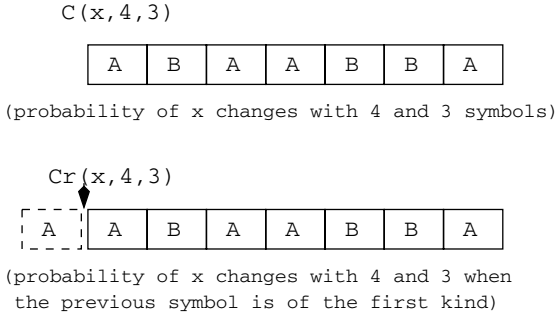 C(x,4,3)
A B A A B B A
(probability of x changes with 4 and 3 symbols)
Cr(x,4,3)
A A B A A B B A
(probability of x changes with 4 and 3 when
the previous symbol is of the first kind)